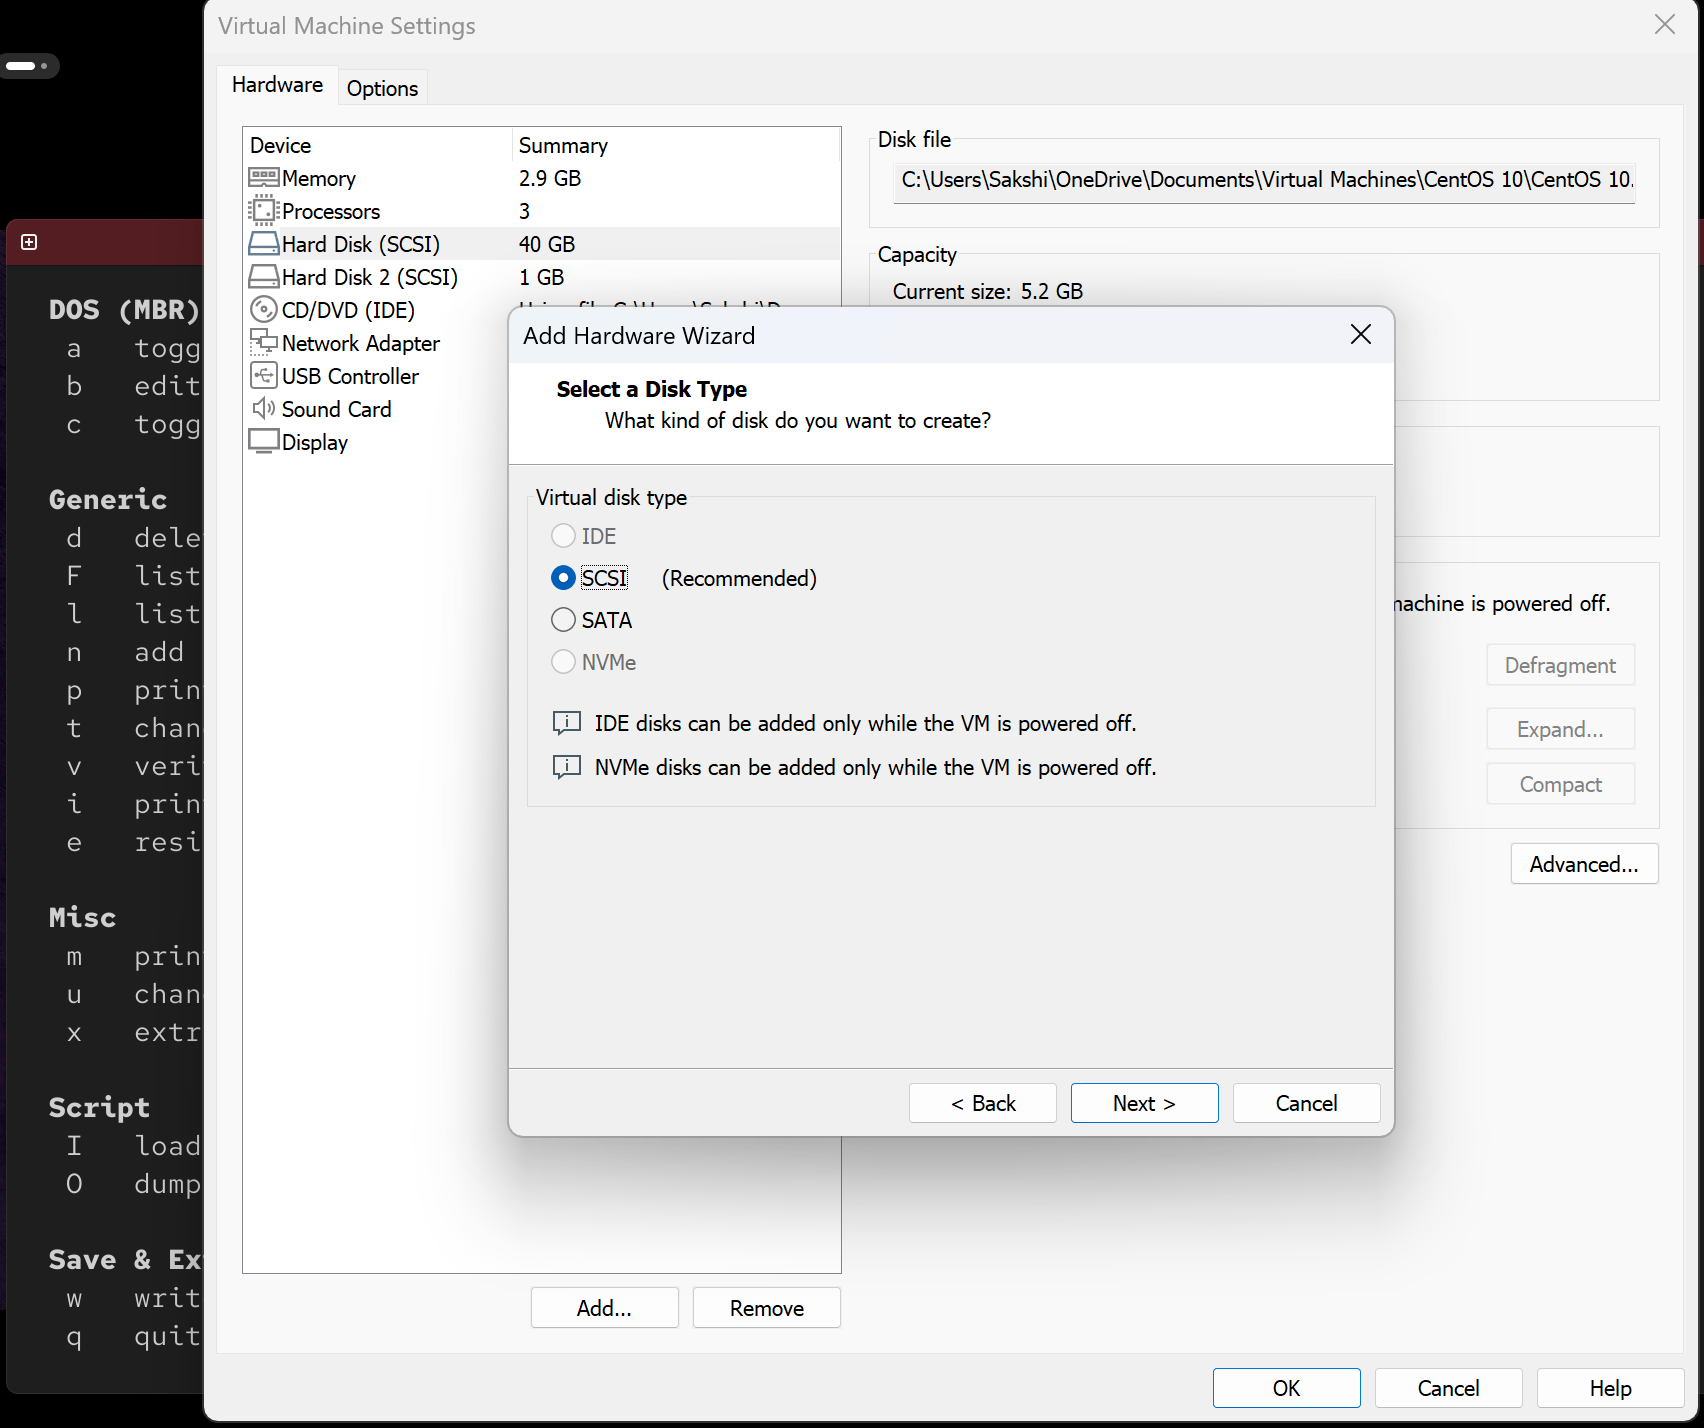 Virtual Machine Settings
Hardware
Options
Device Summary
Memory 2.9 GB
Processors 3
Hard Disk (SCSI) 40 GB
Hard Disk 2 (SCSI) 1 GB
CD/DVD (IDE)
Network Adapter
USB Controller
Sound Card
Display
Add...
Remove
Disk file
C:\Users\Sakshi\OneDrive\Documents\Virtual Machines\CentOS 10\CentOS 10.
Capacity
Current size: 5.2 GB
machine is powered off.
Defragment
Expand...
Compact
Advanced...
OK
Cancel
Help
Add Hardware Wizard
Select a Disk Type
What kind of disk do you want to create?
Virtual disk type
IDE
SCSI (Recommended)
SATA
NVMe
IDE disks can be added only while the VM is powered off.
NVMe disks can be added only while the VM is powered off.
< Back
Next >
Cancel
DOS (MBR)
a togg
b edit
c togg
Generic
d dele
F list
l list
n add
p prin
t chan
v veri
i prin
e resi
Misc
m prin
u chan
x extr
Script
I load
O dump
Save & Ex
w writ
q quit